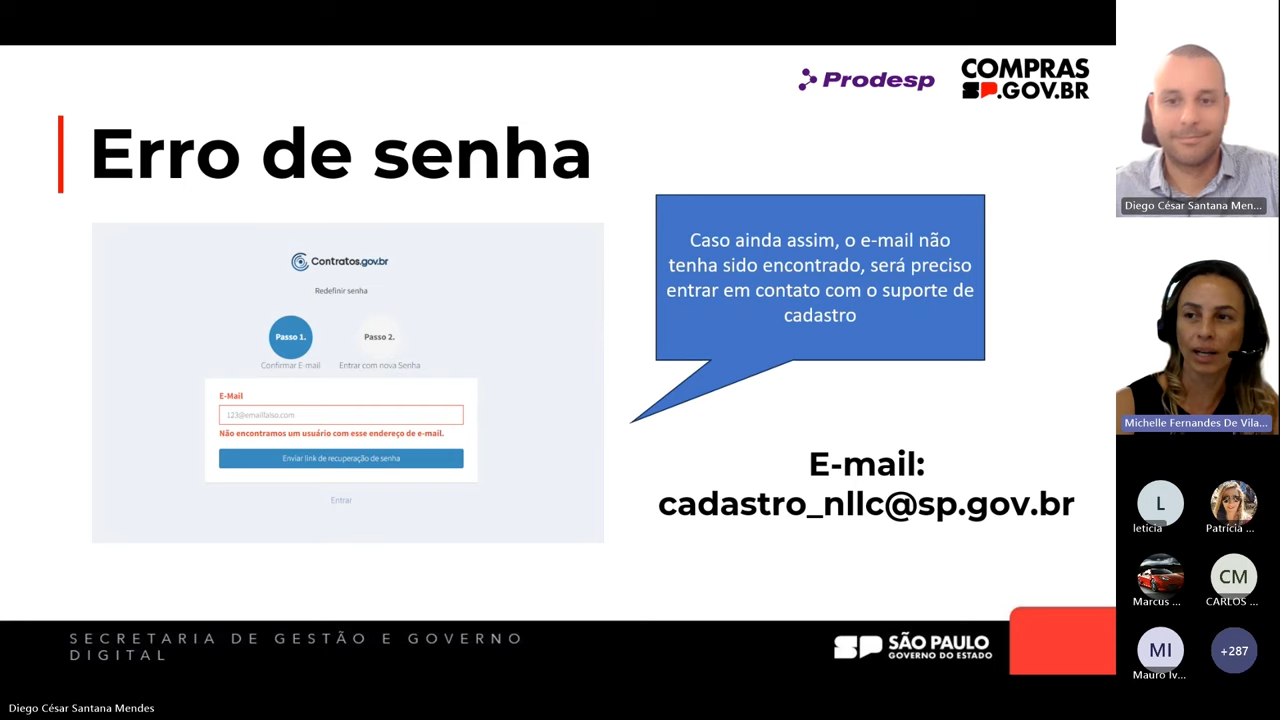 Prodesp
COMPRAS
SP.GOV.BR
Erro de senha
Contratos.gov.br
Redefinir senha
Passo 1.
Passo 2.
Confirmar E-mail
Entrar com nova Senha
E-Mail
123@emailfalso.com
Não encontramos um usuário com esse endereço de e-mail.
Enviar link de recuperação de senha
Entrar
Caso ainda assim, o e-mail não
tenha sido encontrado, será preciso
entrar em contato com o suporte de
cadastro
E-mail:
cadastro_nllc@sp.gov.br
SECRETARIA DE GESTÃO E GOVERNO
DIGITAL
SP SÃO PAULO
GOVERNO DO ESTADO
Diego César Santana Men...
Michelle Fernandes De Vila...
L
leticia
Patrícia ...
Marcus ...
CM
CARLOS ...
MI
Mauro Iv...
+287
Diego César Santana Mendes